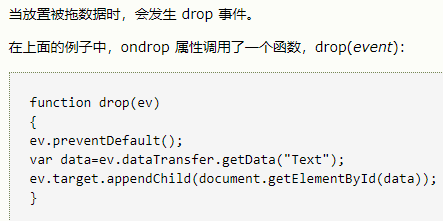 当放置被拖数据时，会发生 drop 事件。
在上面的例子中，ondrop 属性调用了一个函数，drop(event)：
function drop(ev)
{
ev.preventDefault();
var data=ev.dataTransfer.getData("Text");
ev.target.appendChild(document.getElementById(data));
}